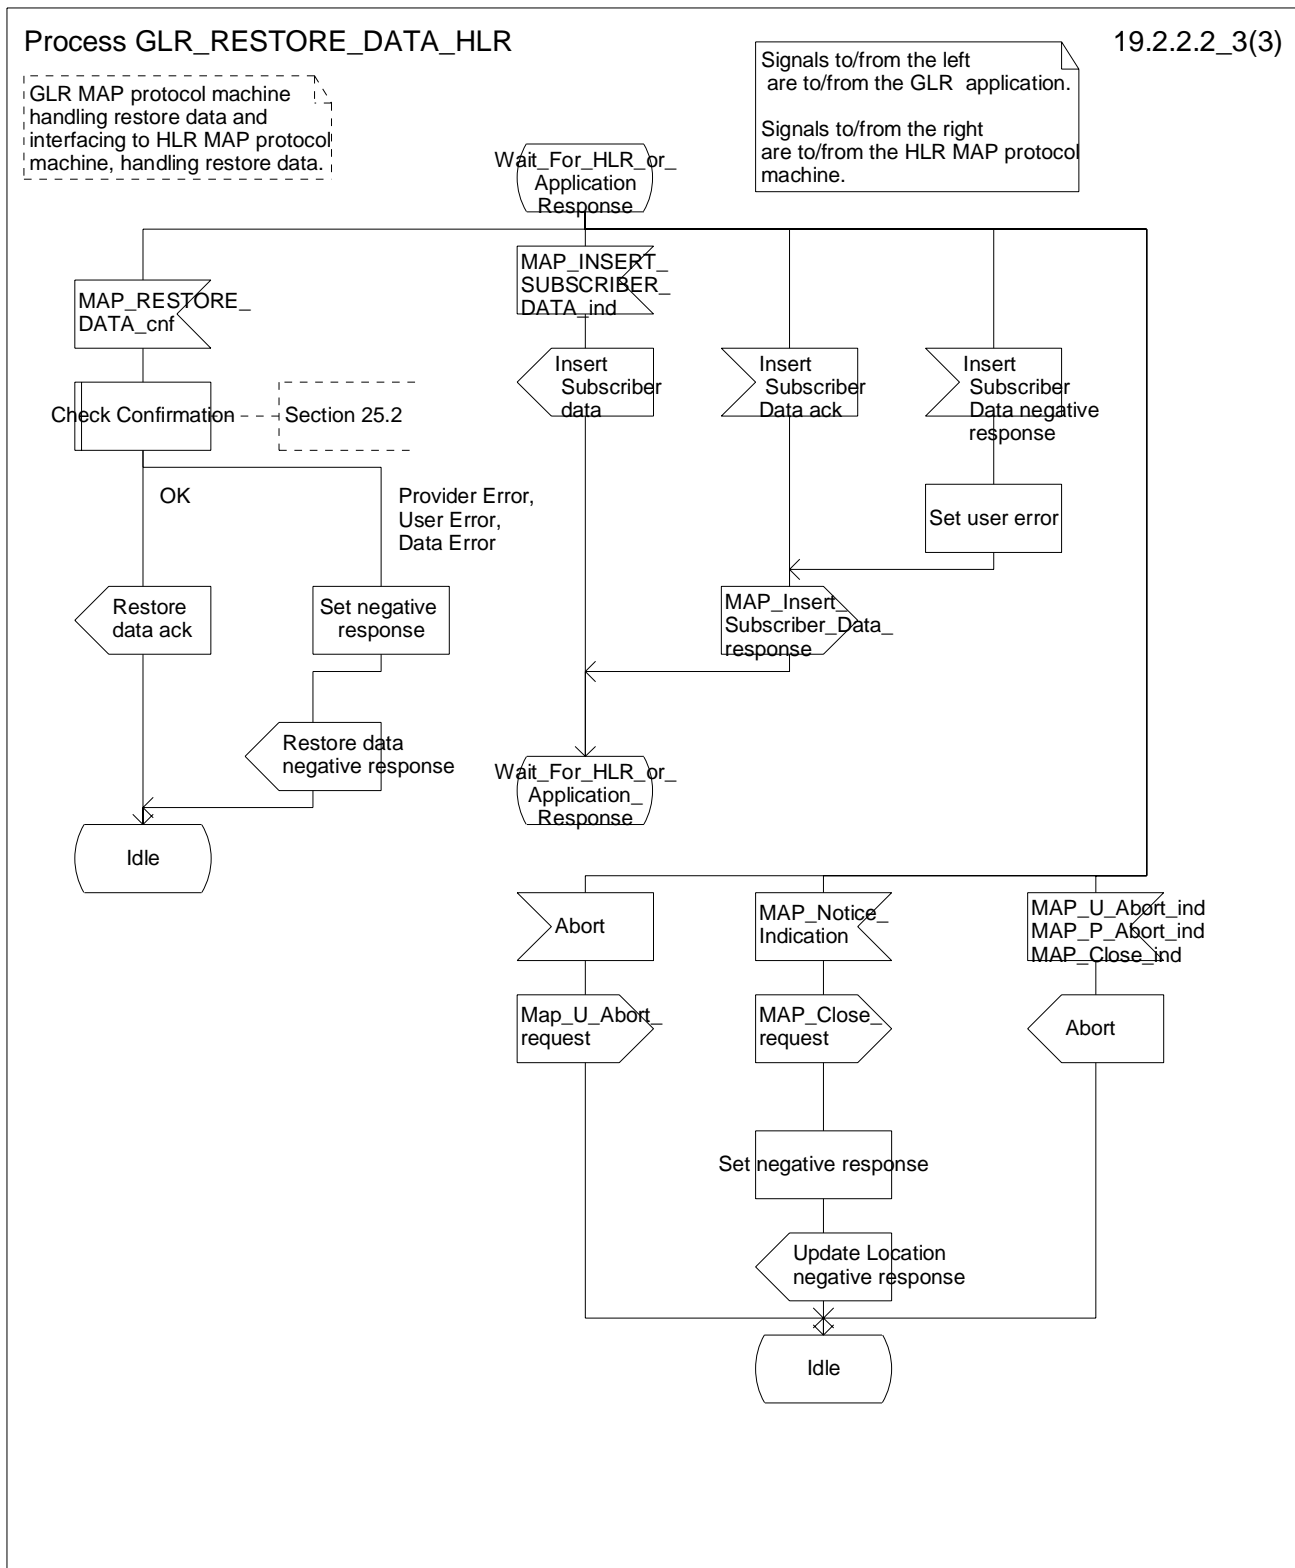 Process GLR_RESTORE_DATA_HLR
19.2.2.2_3(3)
GLR MAP protocol machine
handling restore data and
interfacing to HLR MAP protocol
machine, handling restore data.
Signals to/from the left
are to/from the GLR application.
Signals to/from the right
are to/from the HLR MAP protocol
machine.
Wait_For_HLR_or_
Application
Response
MAP_RESTORE_
DATA_cnf
MAP_INSERT_
SUBSCRIBER_
DATA_ind
Insert
Subscriber
data
Insert
Subscriber
Data ack
Insert
Subscriber
Data negative
response
Check Confirmation
Section 25.2
OK
Provider Error,
User Error,
Data Error
Set user error
Restore
data ack
Set negative
response
MAP_Insert_
Subscriber_Data_
response
Restore data
negative response
Wait_For_HLR_or_
Application_
Response
Idle
Abort
MAP_Notice_
Indication
MAP_U_Abort_ind
MAP_P_Abort_ind
MAP_Close_ind
Map_U_Abort_
request
MAP_Close_
request
Abort
Set negative response
Update Location
negative response
Idle